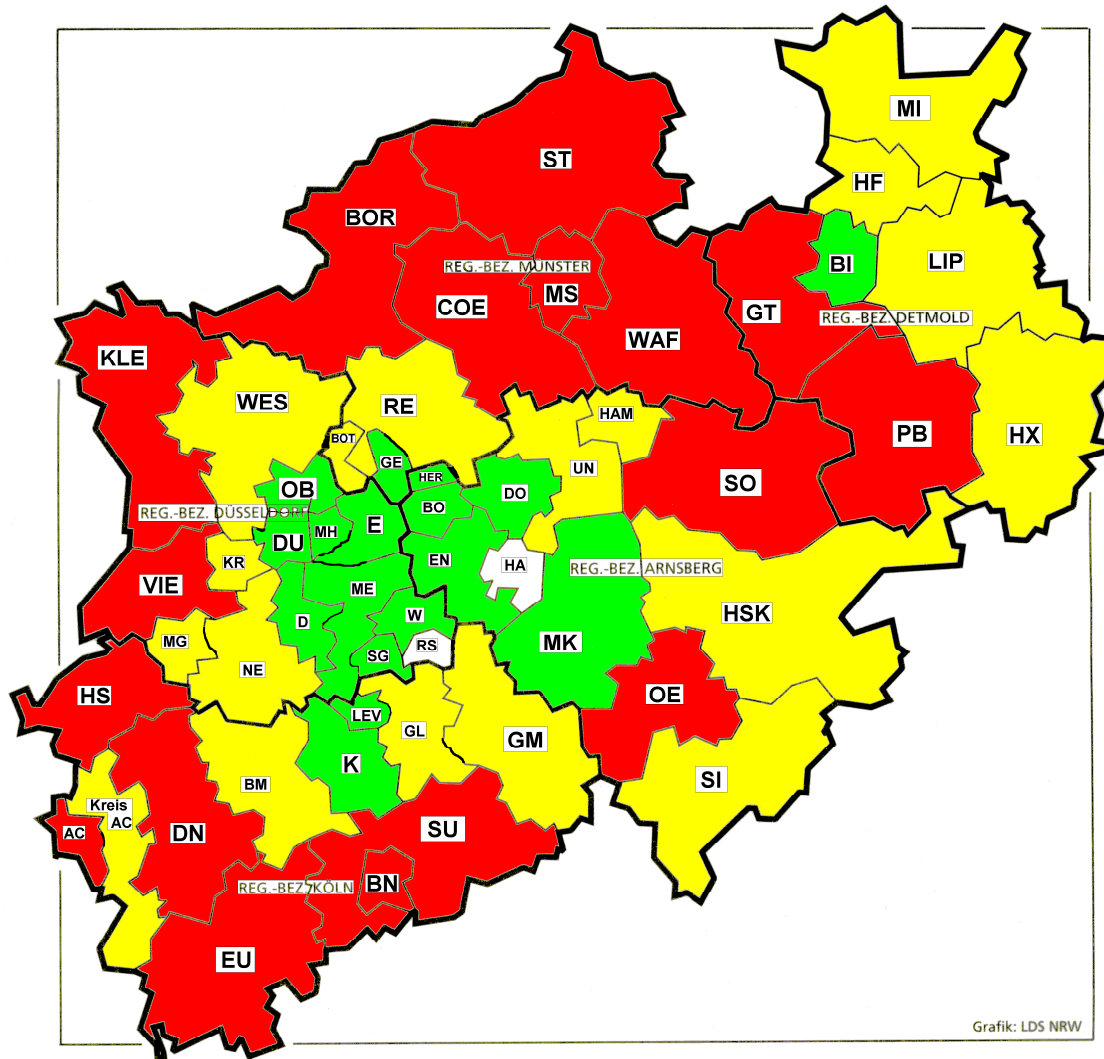 MI
ST
HF
BOR
BI
LIP
REG.-BEZ. MÜNSTER
MS
COE
GT
REG.-BEZ. DETMOLD
WAF
KLE
WES
RE
HAM
BOT
PB
HX
GE
UN
HER
SO
OB
DO
BO
REG.-BEZ. DÜSSELDORF
E
MH
DU
EN
HA
REG.-BEZ. ARNSBERG
KR
VIE
ME
HSK
W
D
MG
MK
RS
SG
NE
HS
OE
LEV
GL
GM
K
SI
BM
Kreis
AC
AC
DN
SU
REG.-BEZ. KÖLN
BN
EU
Grafik: LDS NRW